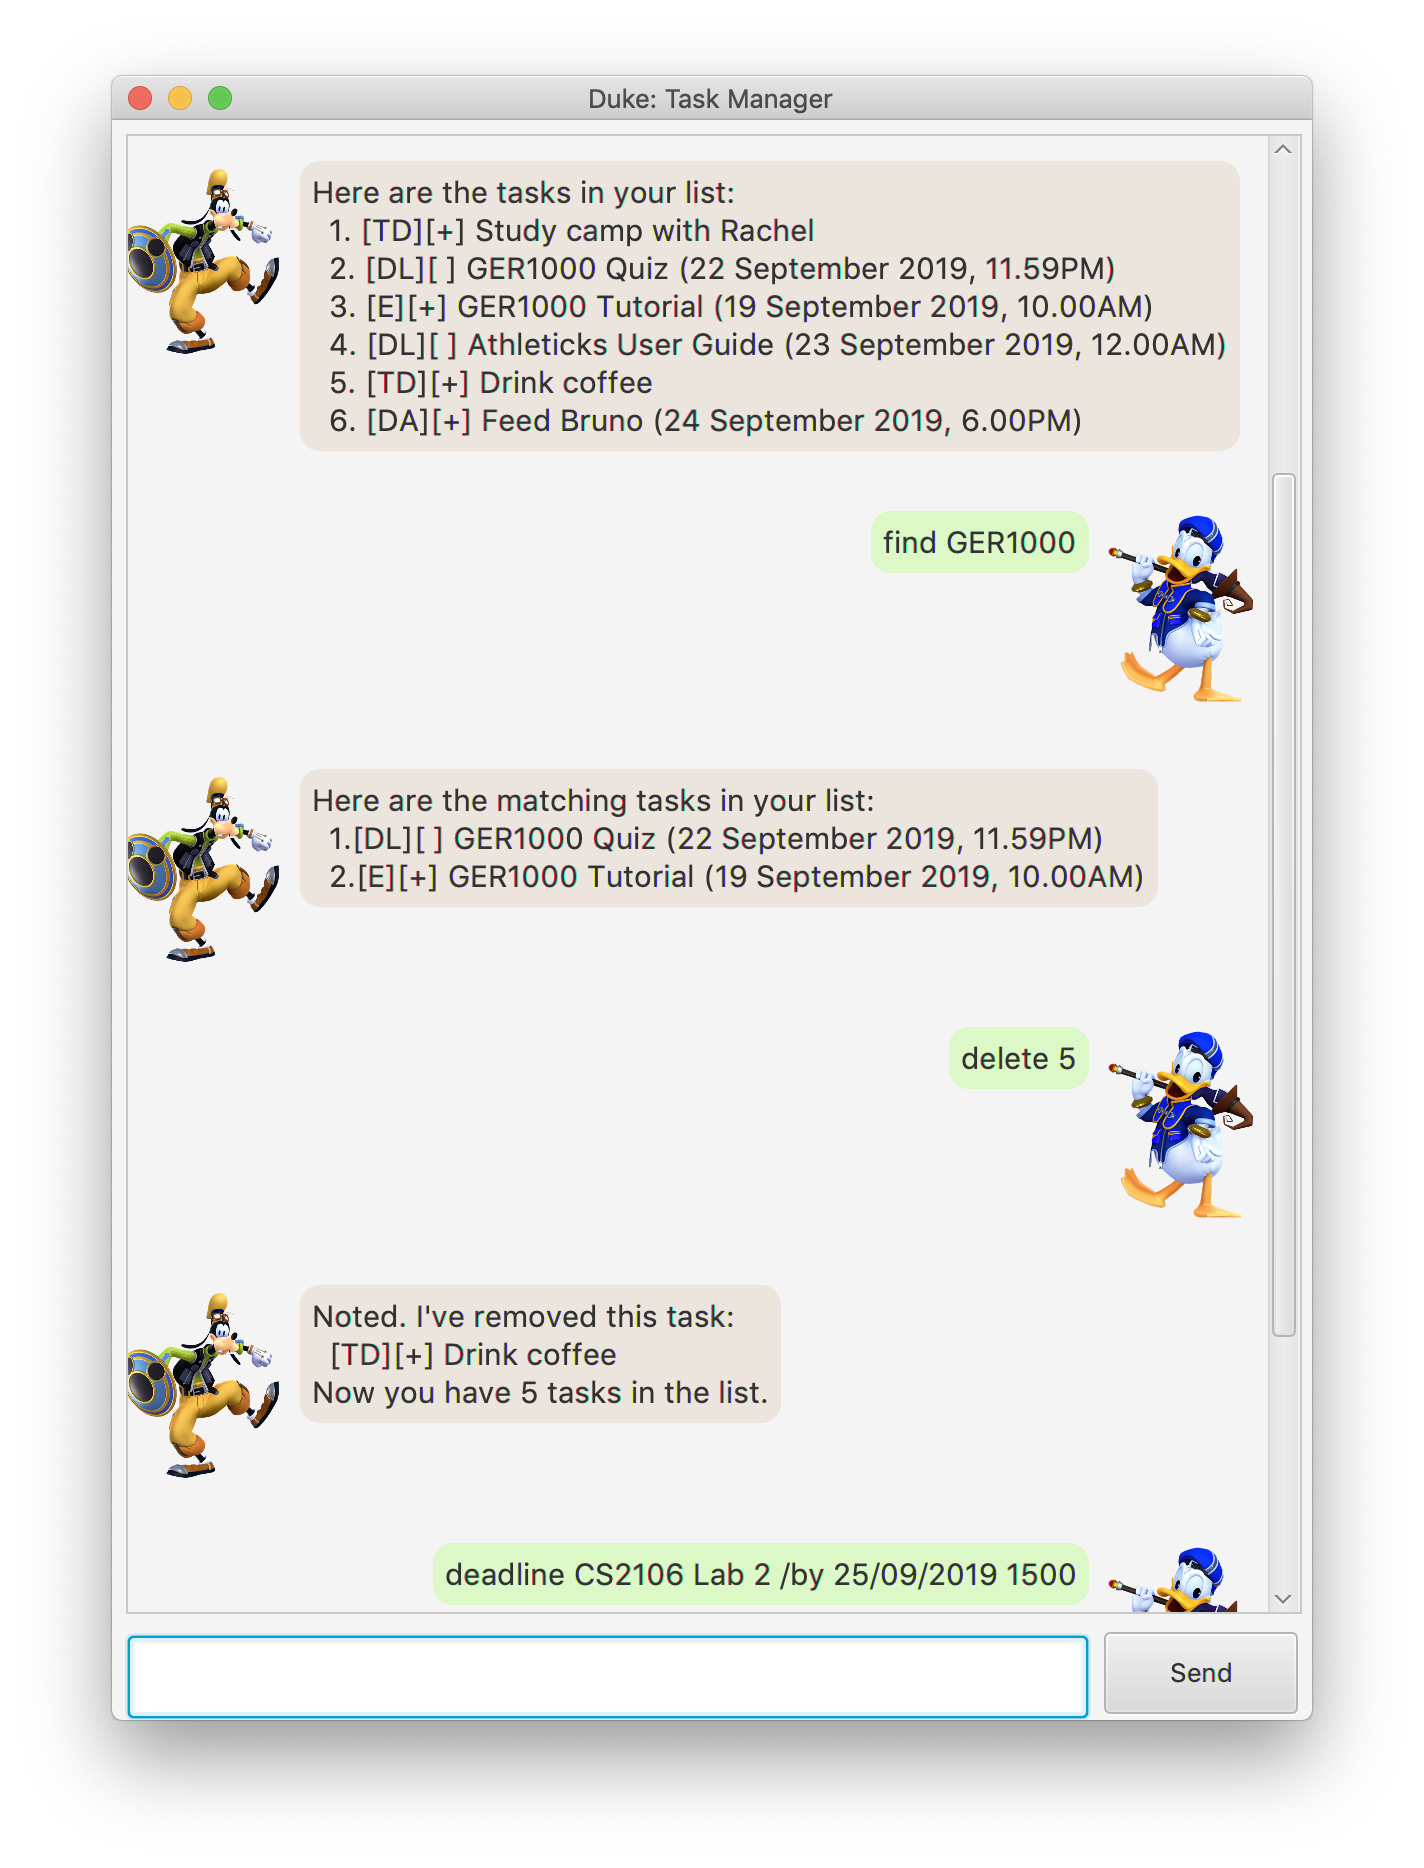 Duke: Task Manager
Here are the tasks in your list:
1. [TD][+] Study camp with Rachel
2. [DL][ ] GER1000 Quiz (22 September 2019, 11.59PM)
3. [E][+] GER1000 Tutorial (19 September 2019, 10.00AM)
4. [DL][ ] Athleticks User Guide (23 September 2019, 12.00AM)
5. [TD][+] Drink coffee
6. [DA][+] Feed Bruno (24 September 2019, 6.00PM)
find GER1000
Here are the matching tasks in your list:
1.[DL][ ] GER1000 Quiz (22 September 2019, 11.59PM)
2.[E][+] GER1000 Tutorial (19 September 2019, 10.00AM)
delete 5
Noted. I've removed this task:
[TD][+] Drink coffee
Now you have 5 tasks in the list.
deadline CS2106 Lab 2 /by 25/09/2019 1500
Send